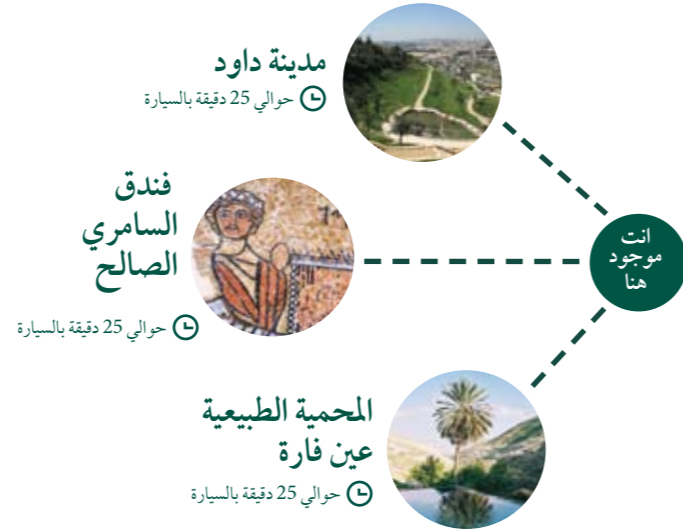 مدينة داود
حوالي 25 دقيقة بالسيارة
فندق
السامري
الصالح
حوالي 25 دقيقة بالسيارة
المحمية الطبيعية
عين فارة
حوالي 25 دقيقة بالسيارة
انت
موجود
هنا